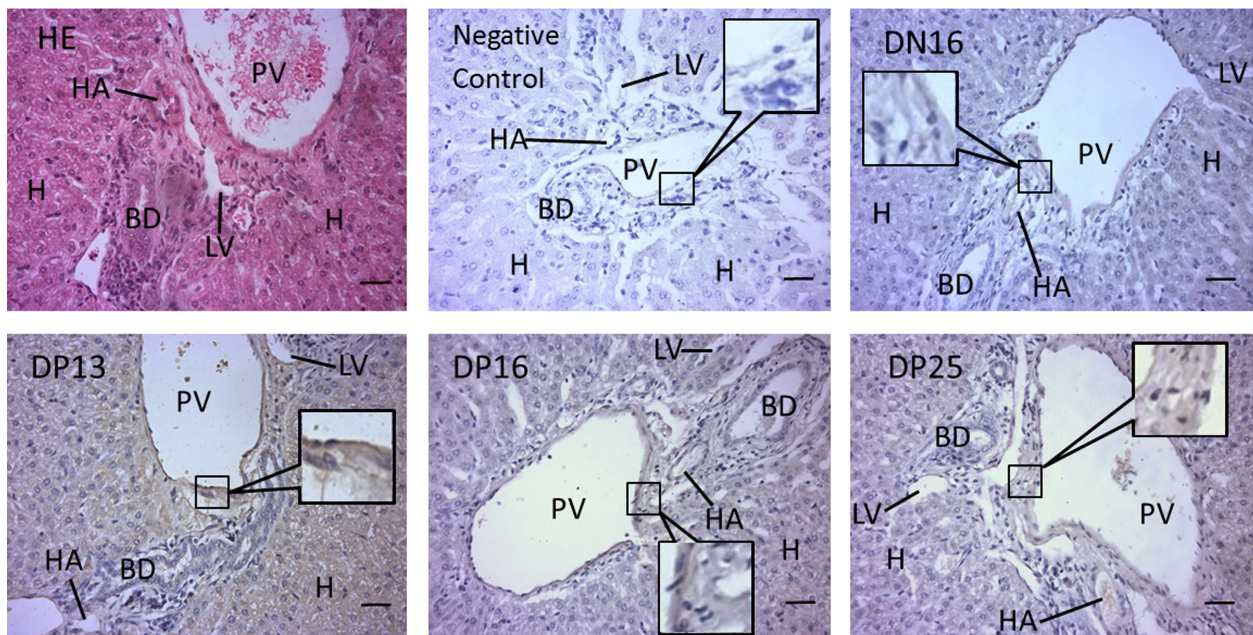 HE
PV
HA
H
BD
H
LV
Negative
Control
LV
HA
PV
BD
H
H
DN16
LV
PV
H
H
BD
HA
DP13
LV
PV
HA
BD
H
DP16
LV
BD
PV
HA
H
DP25
BD
LV
PV
H
HA